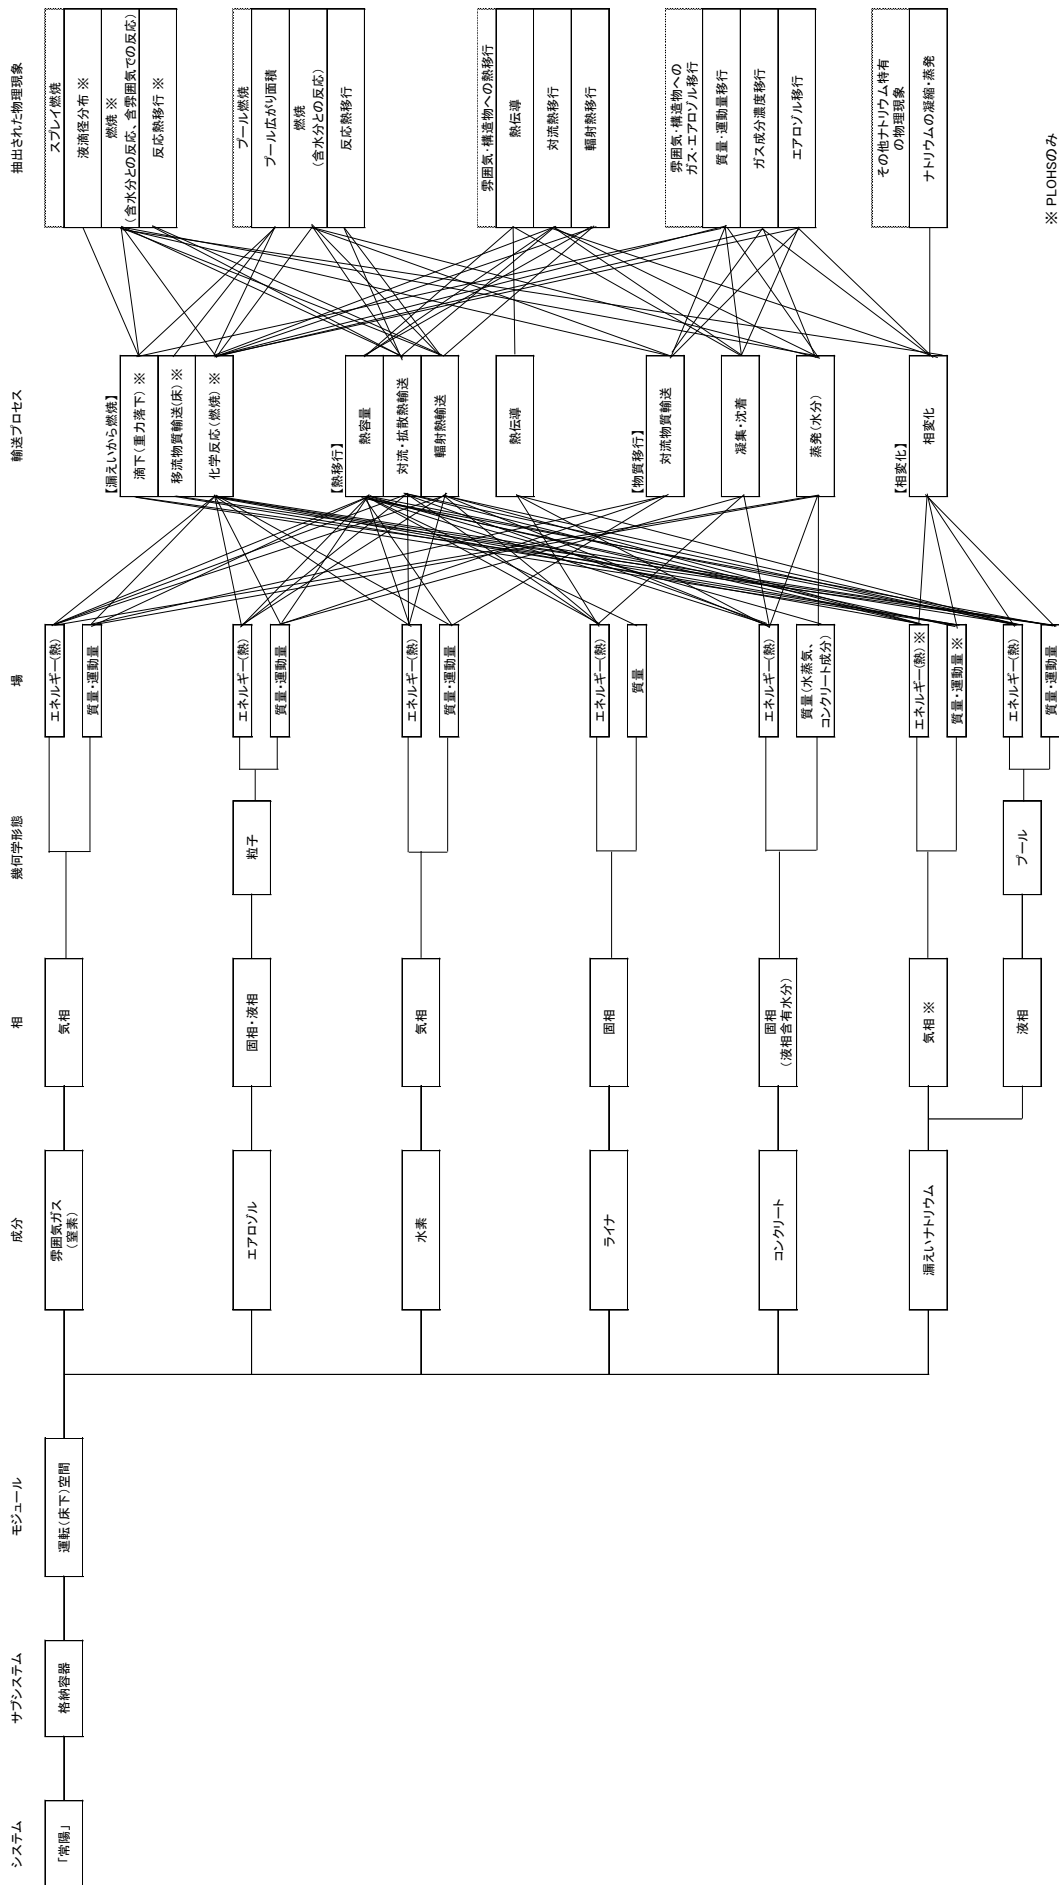 システム
サブシステム
モジュール
成分
相
幾何学形態
場
輸送プロセス
抽出された物理現象
「常陽」
格納容器
運転(床下)空間
雰囲気ガス
(窒素)
気相
エネルギー(熱)
質量・運動量
エアロゾル
固相・液相
粒子
エネルギー(熱)
質量・運動量
水素
気相
エネルギー(熱)
質量・運動量
ライナ
固相
エネルギー(熱)
質量
コンクリート
固相
(液相含有水分)
エネルギー(熱)
質量(水蒸気、
コンクリート成分)
漏えいナトリウム
気相 ※
エネルギー(熱) ※
質量・運動量 ※
液相
プール
エネルギー(熱)
質量・運動量
【漏えいから燃焼】
滴下(重力落下) ※
移流物質輸送(床) ※
化学反応(燃焼) ※
【熱移行】
熱容量
対流・拡散熱輸送
輻射熱輸送
熱伝導
【物質移行】
対流物質輸送
凝集・沈着
蒸発(水分)
【相変化】
相変化
スプレイ燃焼
液滴径分布 ※
燃焼 ※
(含水分との反応、含雰囲気での反応)
反応熱移行 ※
プール燃焼
プール広がり面積
燃焼
(含水分との反応)
反応熱移行
雰囲気・構造物への熱移行
熱伝導
対流熱移行
輻射熱移行
雰囲気・構造物への
ガス・エアロゾル移行
質量・運動量移行
ガス成分濃度移行
エアロゾル移行
その他ナトリウム特有
の物理現象
ナトリウムの凝縮・蒸発
※ PLOHSのみ